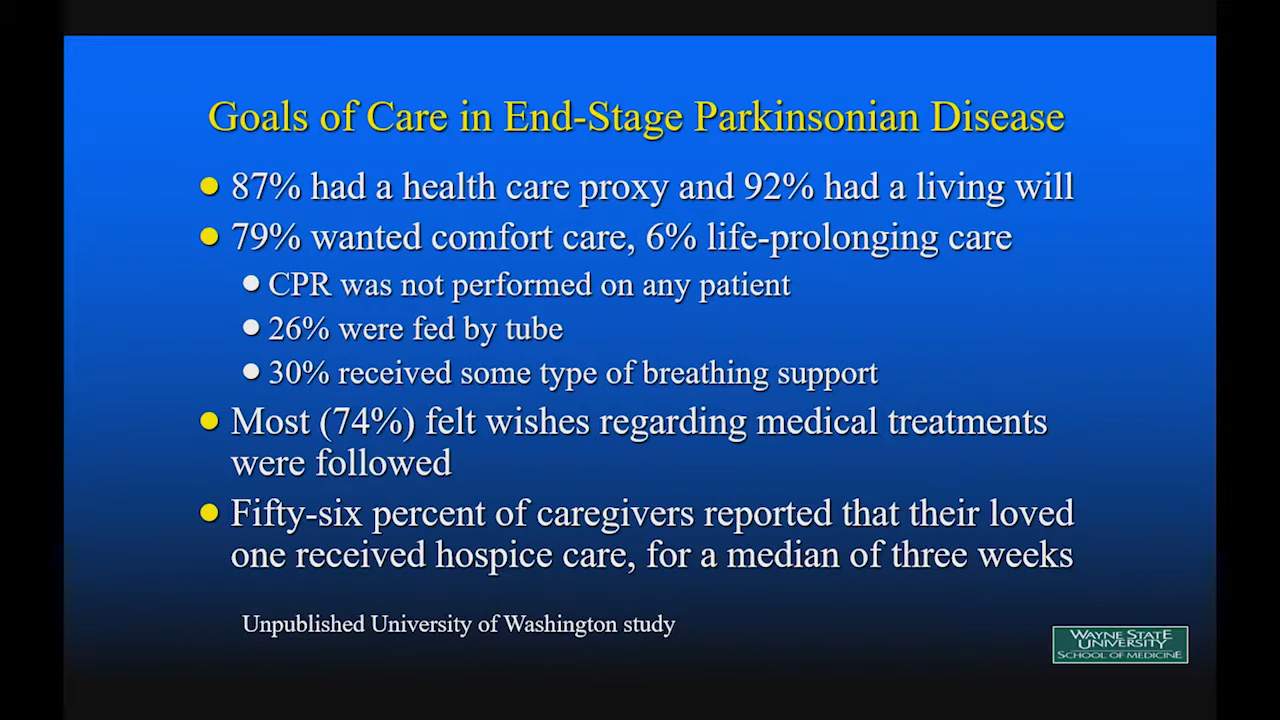 Goals of Care in End-Stage Parkinsonian Disease
87% had a health care proxy and 92% had a living will
79% wanted comfort care, 6% life-prolonging care
CPR was not performed on any patient
26% were fed by tube
30% received some type of breathing support
Most (74%) felt wishes regarding medical treatments
were followed
Fifty-six percent of caregivers reported that their loved
one received hospice care, for a median of three weeks
Unpublished University of Washington study
WAYNE STATE
UNIVERSITY
SCHOOL OF MEDICINE